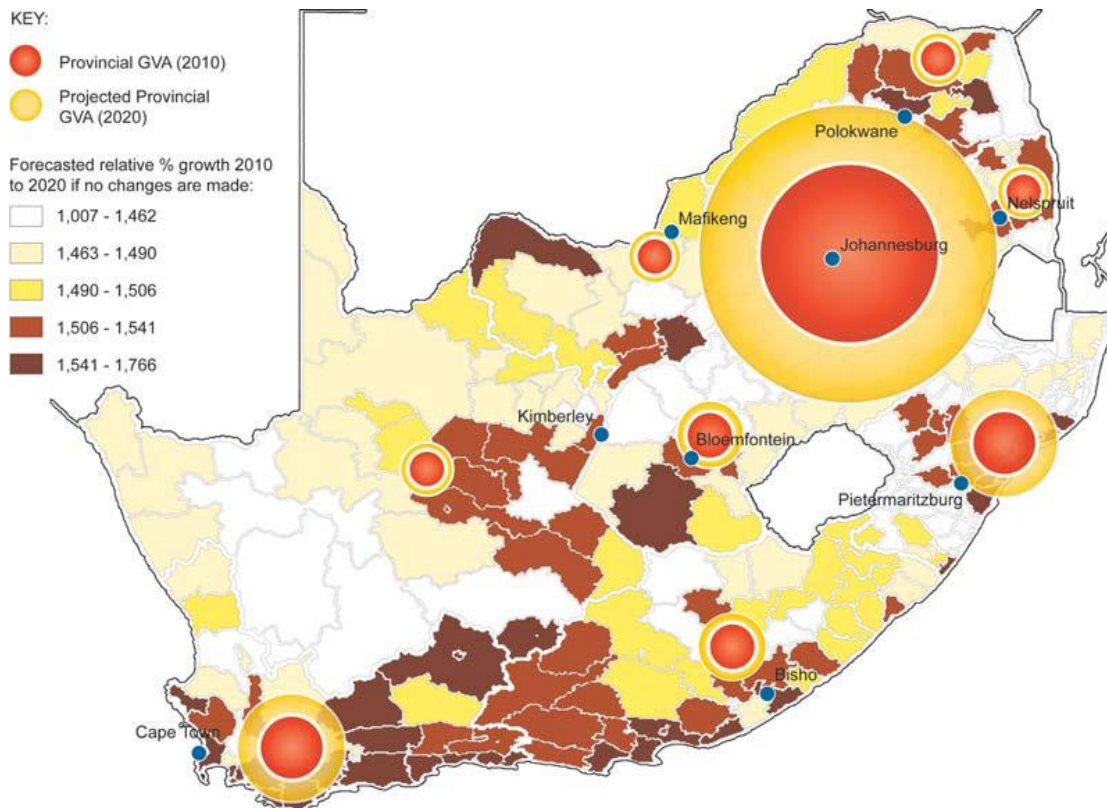 KEY:
Provincial GVA (2010)
Projected Provincial
GVA (2020)
Forecasted relative % growth 2010
to 2020 if no changes are made:
1,007 - 1,462
1,463 - 1,490
1,490 - 1,506
1,506 - 1,541
1,541 - 1,766
Polokwane
Nelspruit
Mafikeng
Johannesburg
Kimberley
Bloemfontein
Pietermaritzburg
Bisho
Cape Town